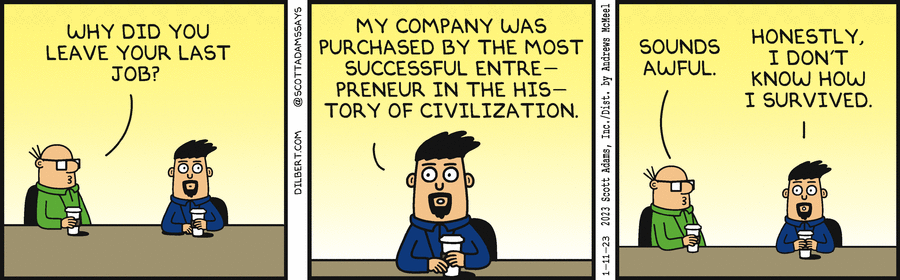 WHY DID YOU
LEAVE YOUR LAST
JOB?
DILBERT.COM @SCOTTADAMSSAYS
MY COMPANY WAS
PURCHASED BY THE MOST
SUCCESSFUL ENTRE–
PRENEUR IN THE HIS–
TORY OF CIVILIZATION.
1-11-23 2023 Scott Adams, Inc./Dist. by Andrews McMeel
SOUNDS
AWFUL.
HONESTLY,
I DON'T
KNOW HOW
I SURVIVED.